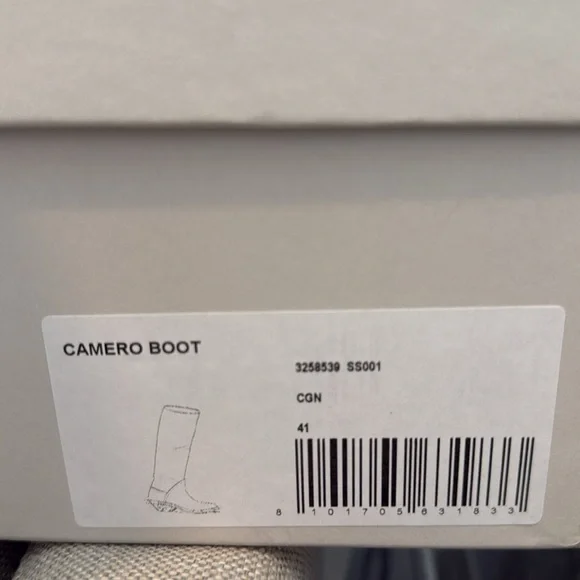 CAMERO BOOT
3258539 SS001
CGN
41
8 101705 631833